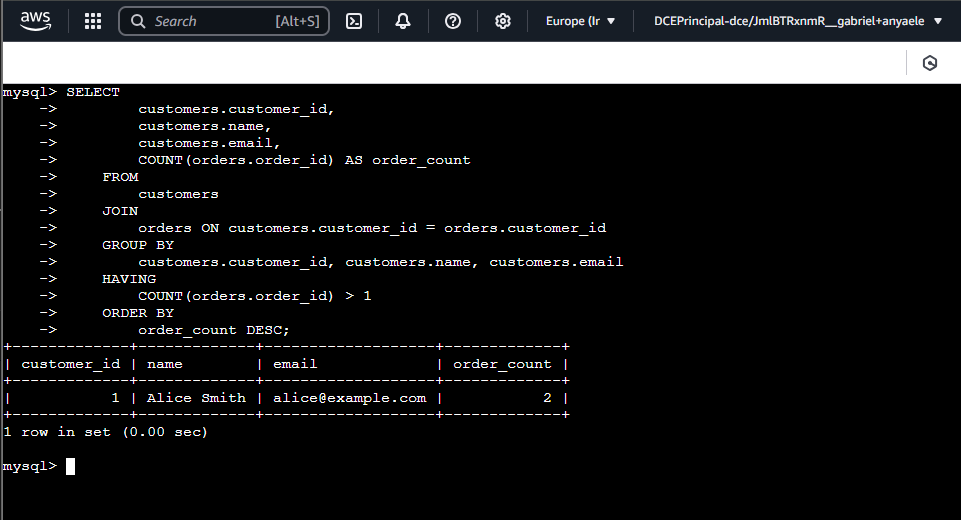 aws Search [Alt+S] Europe (Ir DCEPrincipal-dce/JmlBTRxnmR__gabriel+anyaele
mysql> SELECT
    ->         customers.customer_id,
    ->         customers.name,
    ->         customers.email,
    ->         COUNT(orders.order_id) AS order_count
    ->     FROM
    ->         customers
    ->     JOIN
    ->         orders ON customers.customer_id = orders.customer_id
    ->     GROUP BY
    ->         customers.customer_id, customers.name, customers.email
    ->     HAVING
    ->         COUNT(orders.order_id) > 1
    ->     ORDER BY
    ->         order_count DESC;
+-------------+-------------+-------------------+-------------+
| customer_id | name        | email             | order_count |
+-------------+-------------+-------------------+-------------+
|           1 | Alice Smith | alice@example.com |           2 |
+-------------+-------------+-------------------+-------------+
1 row in set (0.00 sec)
mysql>